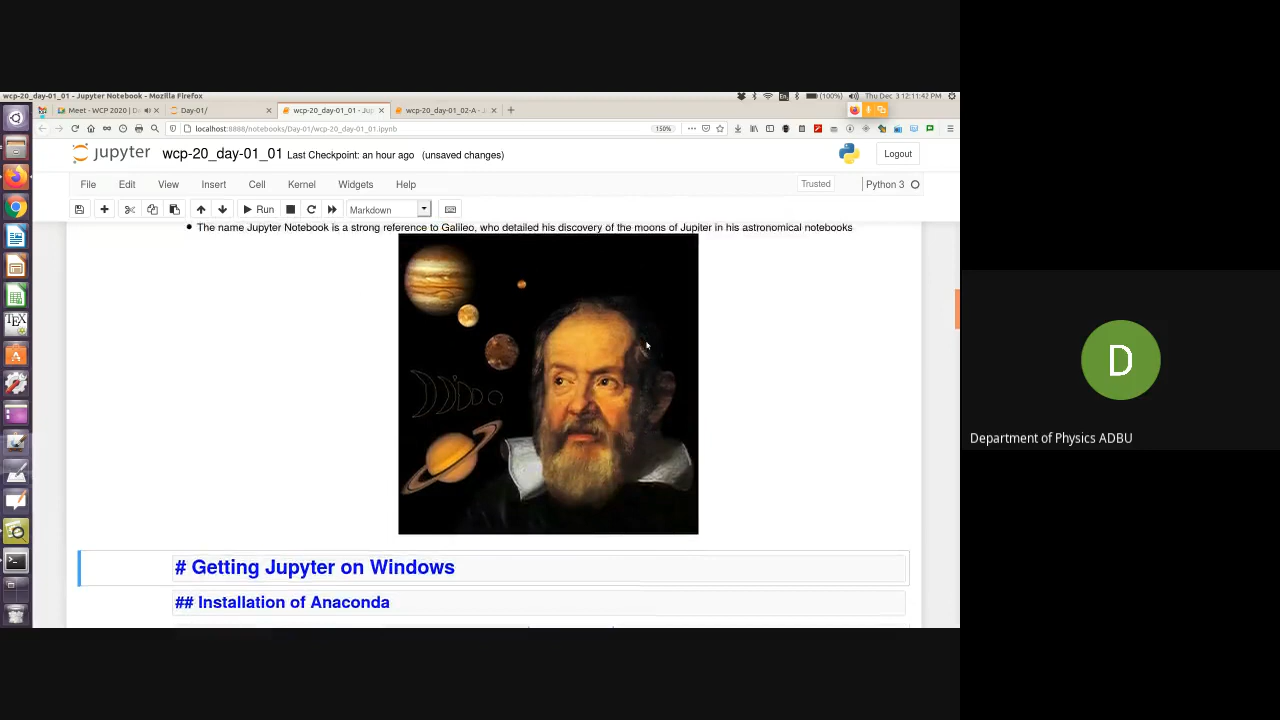 wcp-20_day-01_01 - Jupyter Notebook - Mozilla Firefox
(100%) Thu Dec 3 12:11:42 PM
Meet - WCP 2020 | D
Day-01/
wcp-20_day-01_01 - Jup
wcp-20_day-01_02-A - J
localhost:8888/notebooks/Day-01/wcp-20_day-01_01.ipynb
150%
jupyter wcp-20_day-01_01 Last Checkpoint: an hour ago (unsaved changes)
Logout
File Edit View Insert Cell Kernel Widgets Help
Trusted
Python 3
Run
Markdown
The name Jupyter Notebook is a strong reference to Galileo, who detailed his discovery of the moons of Jupiter in his astronomical notebooks
# Getting Jupyter on Windows
## Installation of Anaconda
TEX
D
Department of Physics ADBU